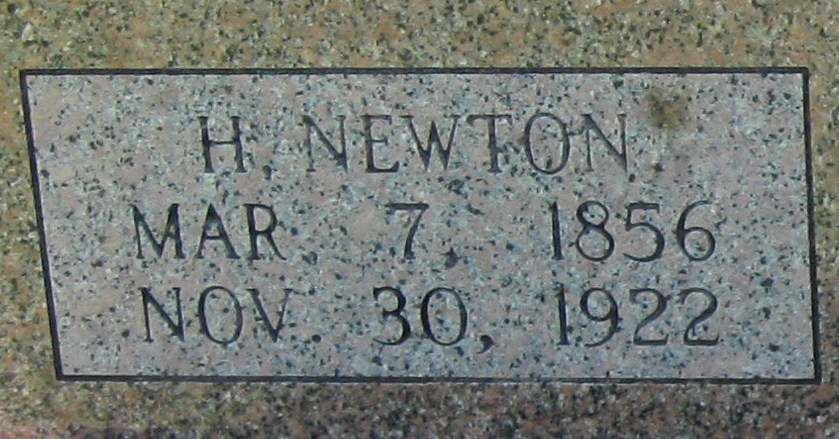 H. NEWTON
MAR 7, 1856
NOV. 30, 1922